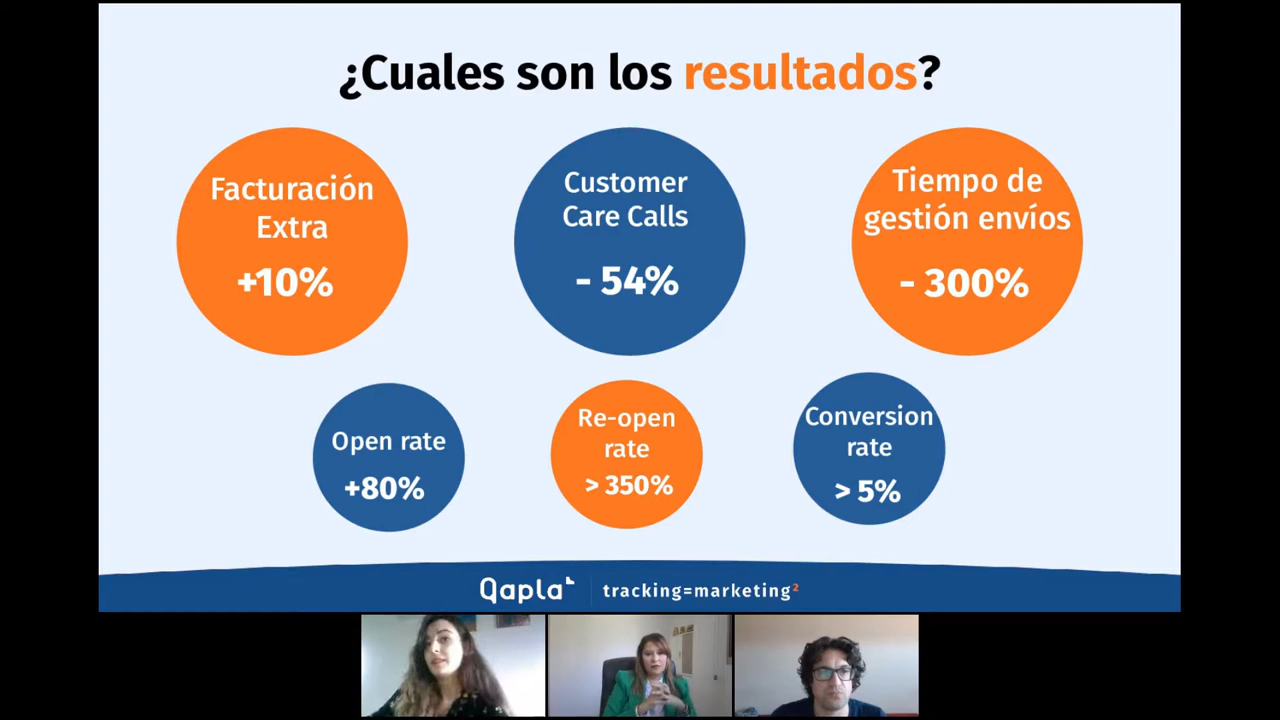 ¿Cuales son los resultados?
Facturación
Extra
+10%
Customer
Care Calls
- 54%
Tiempo de
gestión envíos
- 300%
Open rate
+80%
Re-open
rate
> 350%
Conversion
rate
> 5%
Qapla'
tracking=marketing²